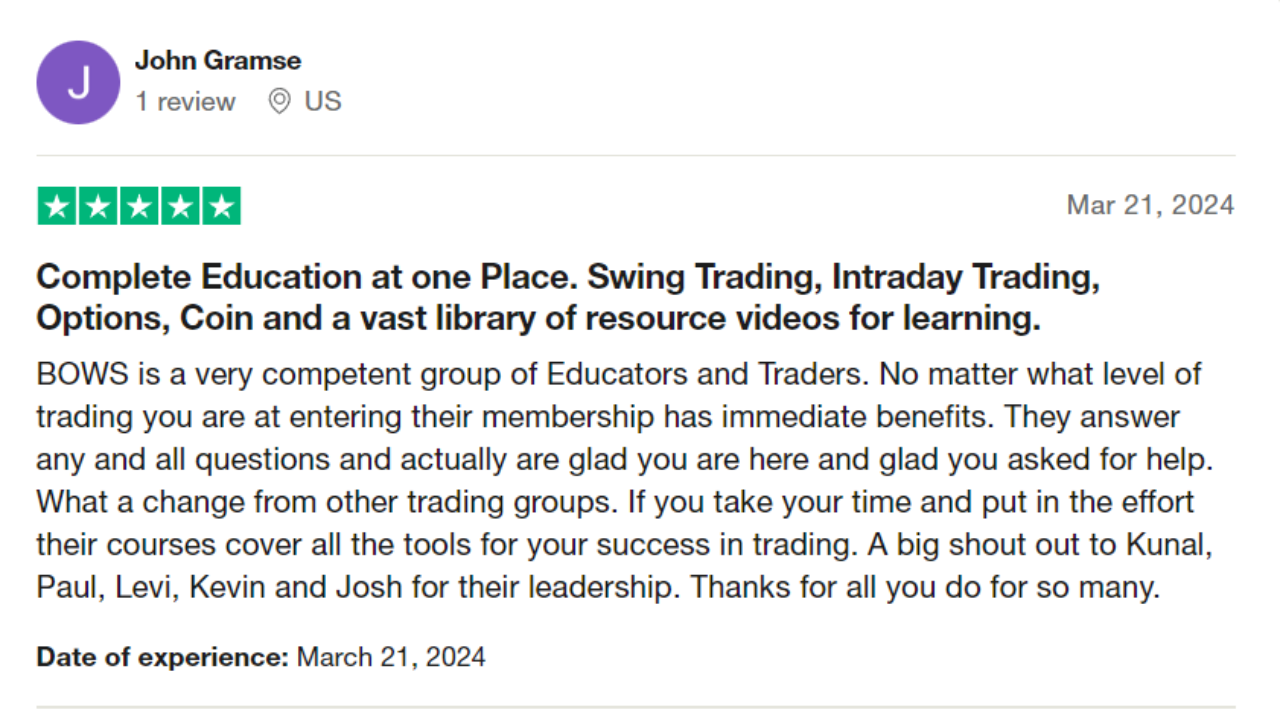 J
John Gramse
1 review US
Mar 21, 2024
Complete Education at one Place. Swing Trading, Intraday Trading,
Options, Coin and a vast library of resource videos for learning.
BOWS is a very competent group of Educators and Traders. No matter what level of
trading you are at entering their membership has immediate benefits. They answer
any and all questions and actually are glad you are here and glad you asked for help.
What a change from other trading groups. If you take your time and put in the effort
their courses cover all the tools for your success in trading. A big shout out to Kunal,
Paul, Levi, Kevin and Josh for their leadership. Thanks for all you do for so many.
Date of experience: March 21, 2024